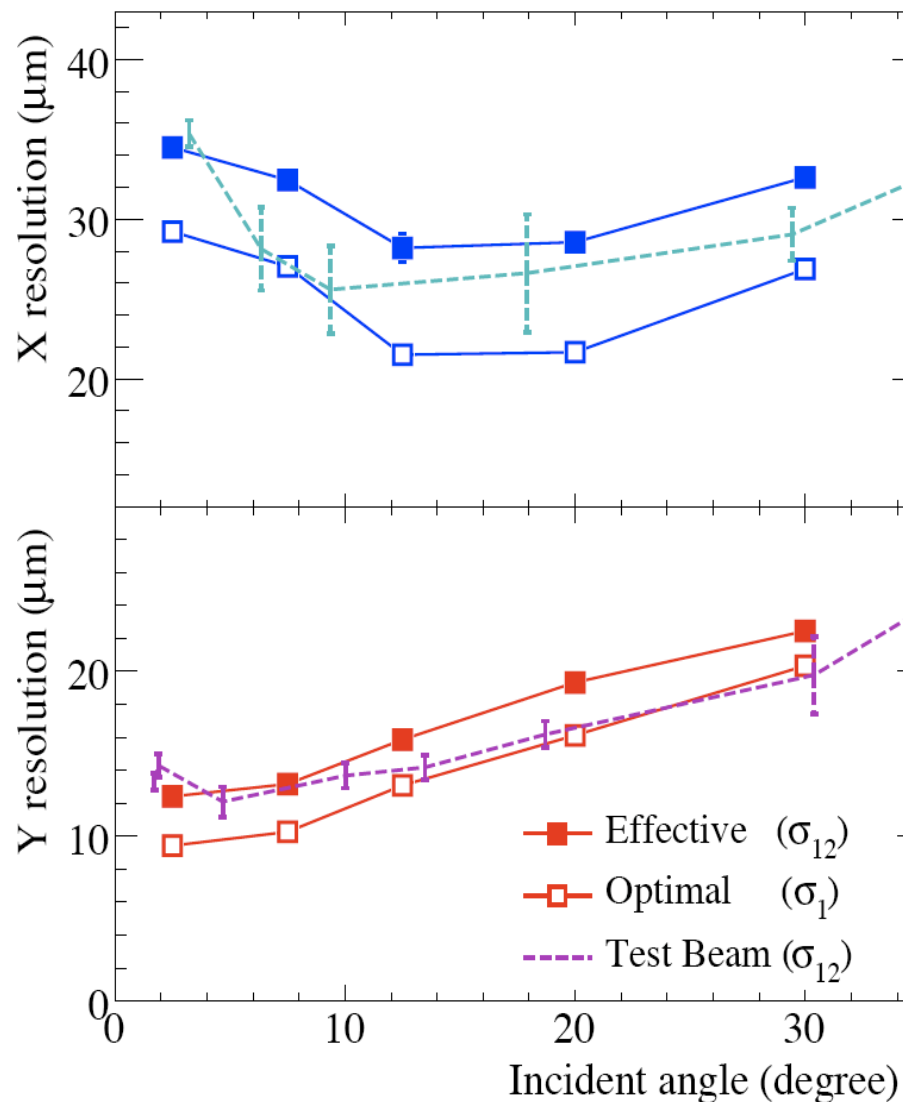 X resolution (μm)
40
30
20
Y resolution (μm)
20
10
0
Effective (σ12)
Optimal (σ1)
Test Beam (σ12)
0 10 20 30
Incident angle (degree)